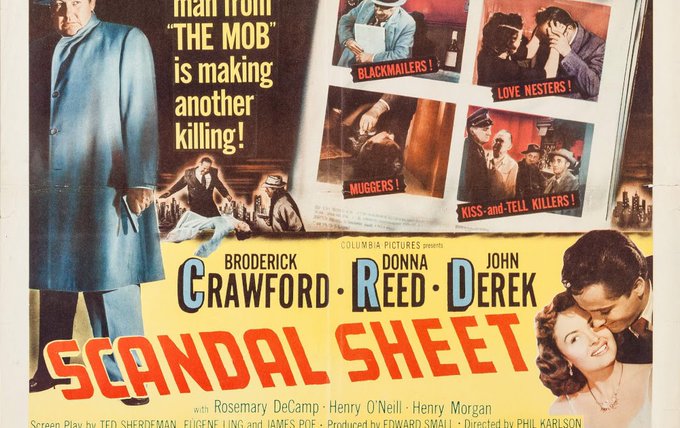 man from
"THE MOB"
is making
another
killing!
BLACKMAILERS!
LOVE NESTERS!
MUGGERS!
KISS-and-TELL KILLERS!
COLUMBIA PICTURES presents
BRODERICK CRAWFORD · DONNA REED · JOHN DEREK
SCANDAL SHEET
with Rosemary DeCamp · Henry O'Neill · Henry Morgan
Screen Play by TED SHERDEMAN, EUGENE LING and JAMES POE · Produced by EDWARD SMALL · Directed by PHIL KARLSON